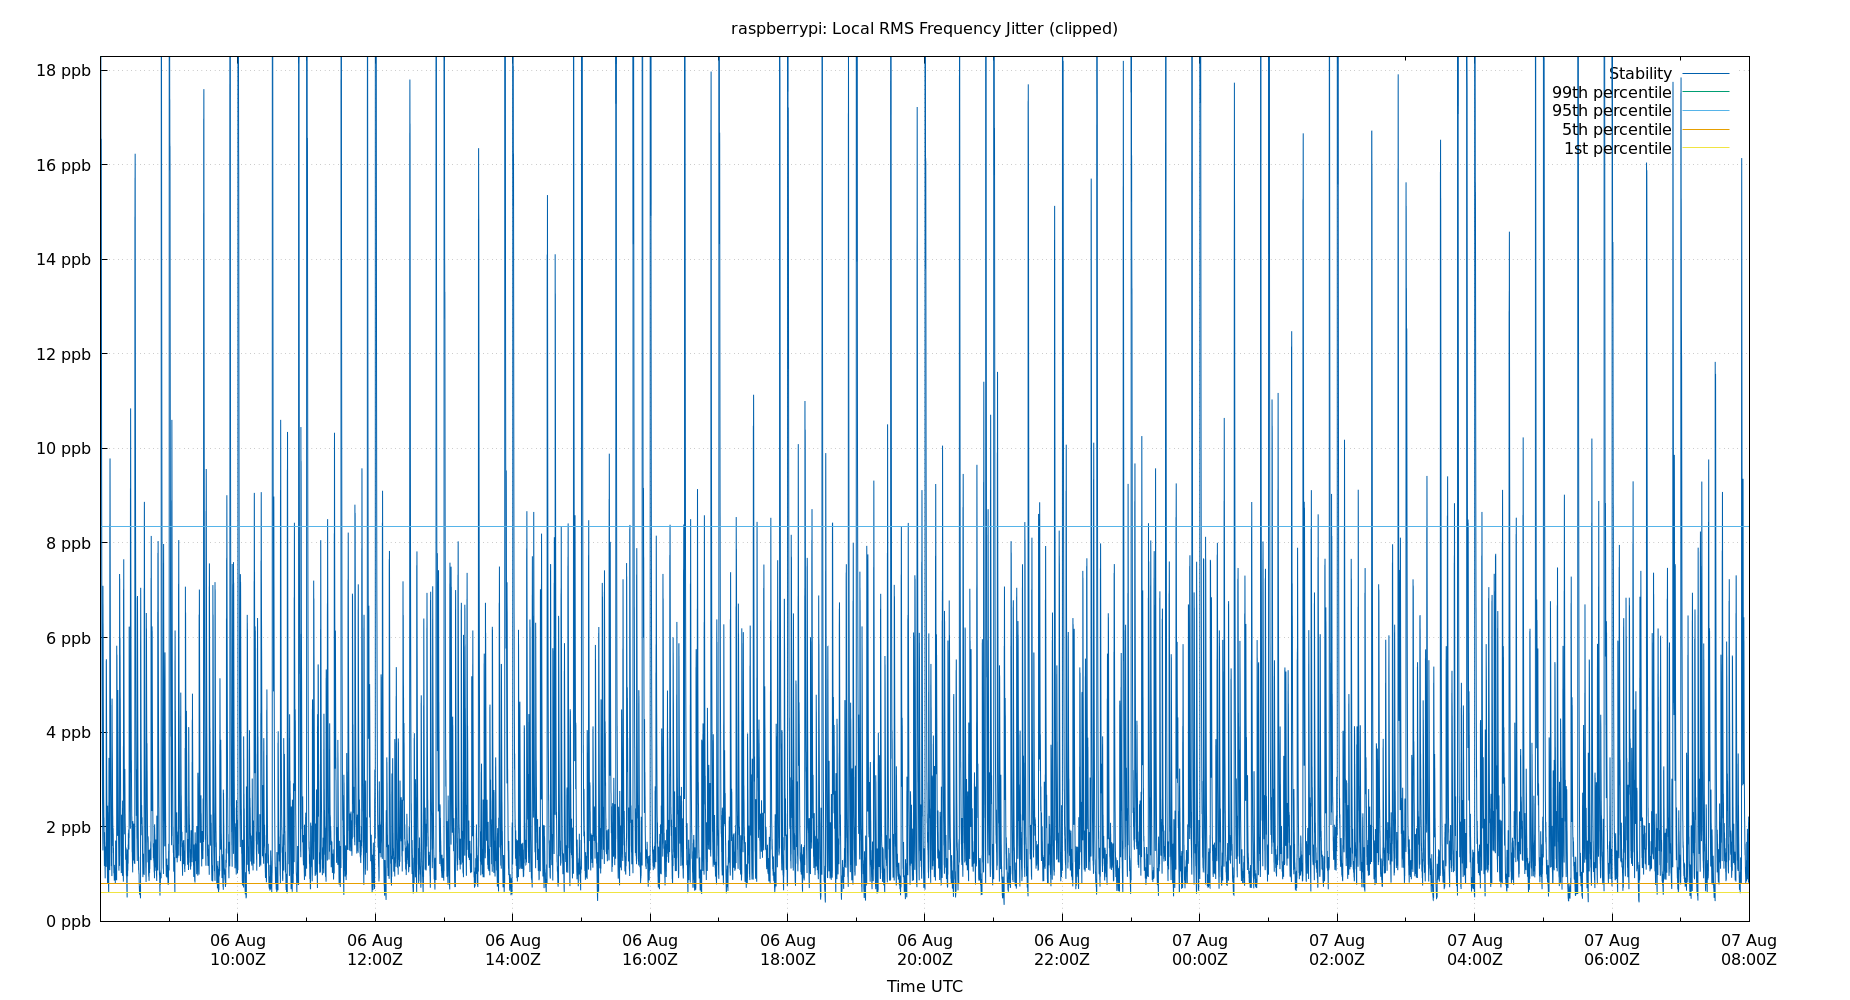 raspberrypi: Local RMS Frequency Jitter (clipped)
18 ppb
16 ppb
14 ppb
12 ppb
10 ppb
8 ppb
6 ppb
4 ppb
2 ppb
0 ppb
Stability
99th percentile
95th percentile
5th percentile
1st percentile
06 Aug 06 Aug 06 Aug 06 Aug 06 Aug 06 Aug 06 Aug 07 Aug 07 Aug 07 Aug 07 Aug 07 Aug
10:00Z 12:00Z 14:00Z 16:00Z 18:00Z 20:00Z 22:00Z 00:00Z 02:00Z 04:00Z 06:00Z 08:00Z
Time UTC